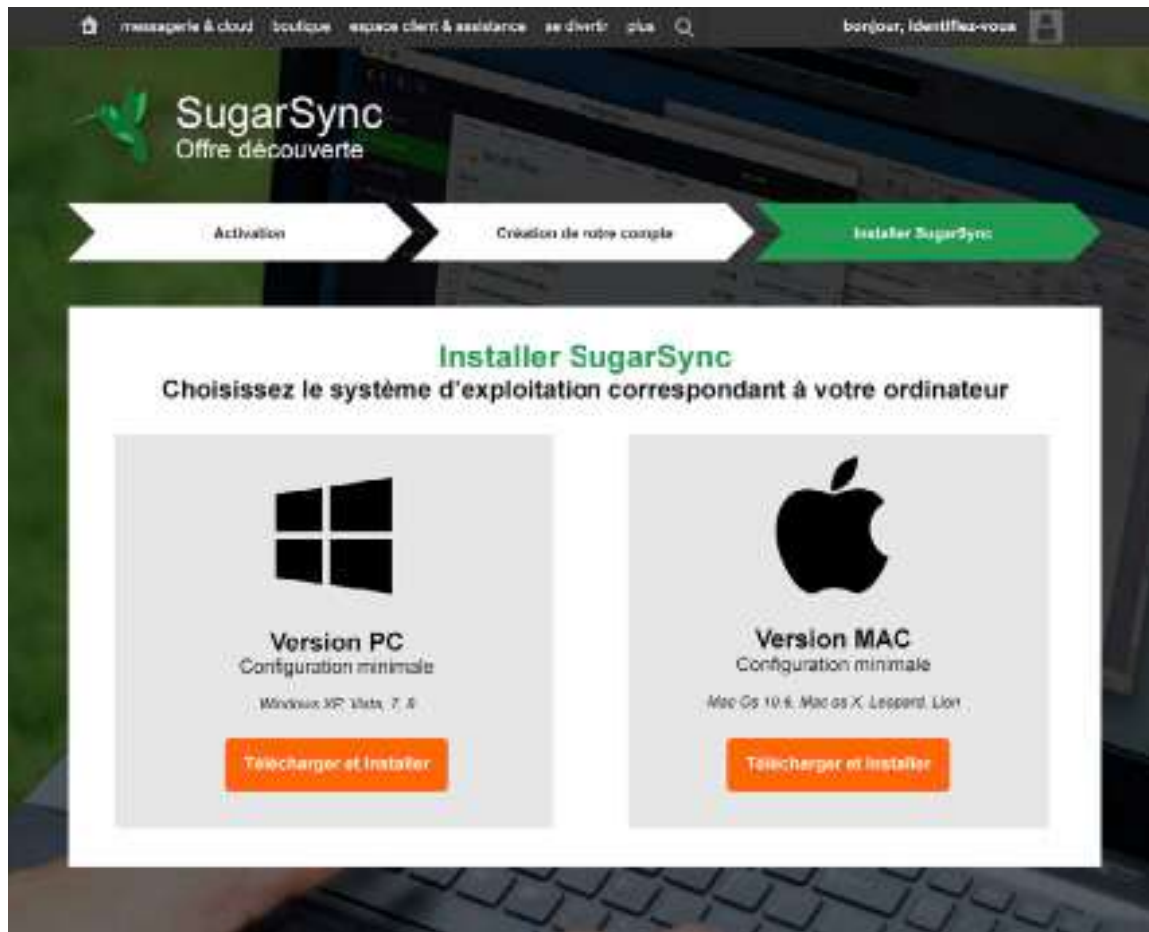 messagerie & cloud boutique espace client & assistance se divertir plus bonjour, identifiez-vous
SugarSync
Offre découverte
Activation Création de votre compte Installer SugarSync
Installer SugarSync
Choisissez le système d'exploitation correspondant à votre ordinateur
Version PC
Configuration minimale
Windows XP, Vista, 7, 8
Télécharger et Installer
Version MAC
Configuration minimale
Mac Os 10.6, Mac os X, Leopard, Lion
Télécharger et Installer